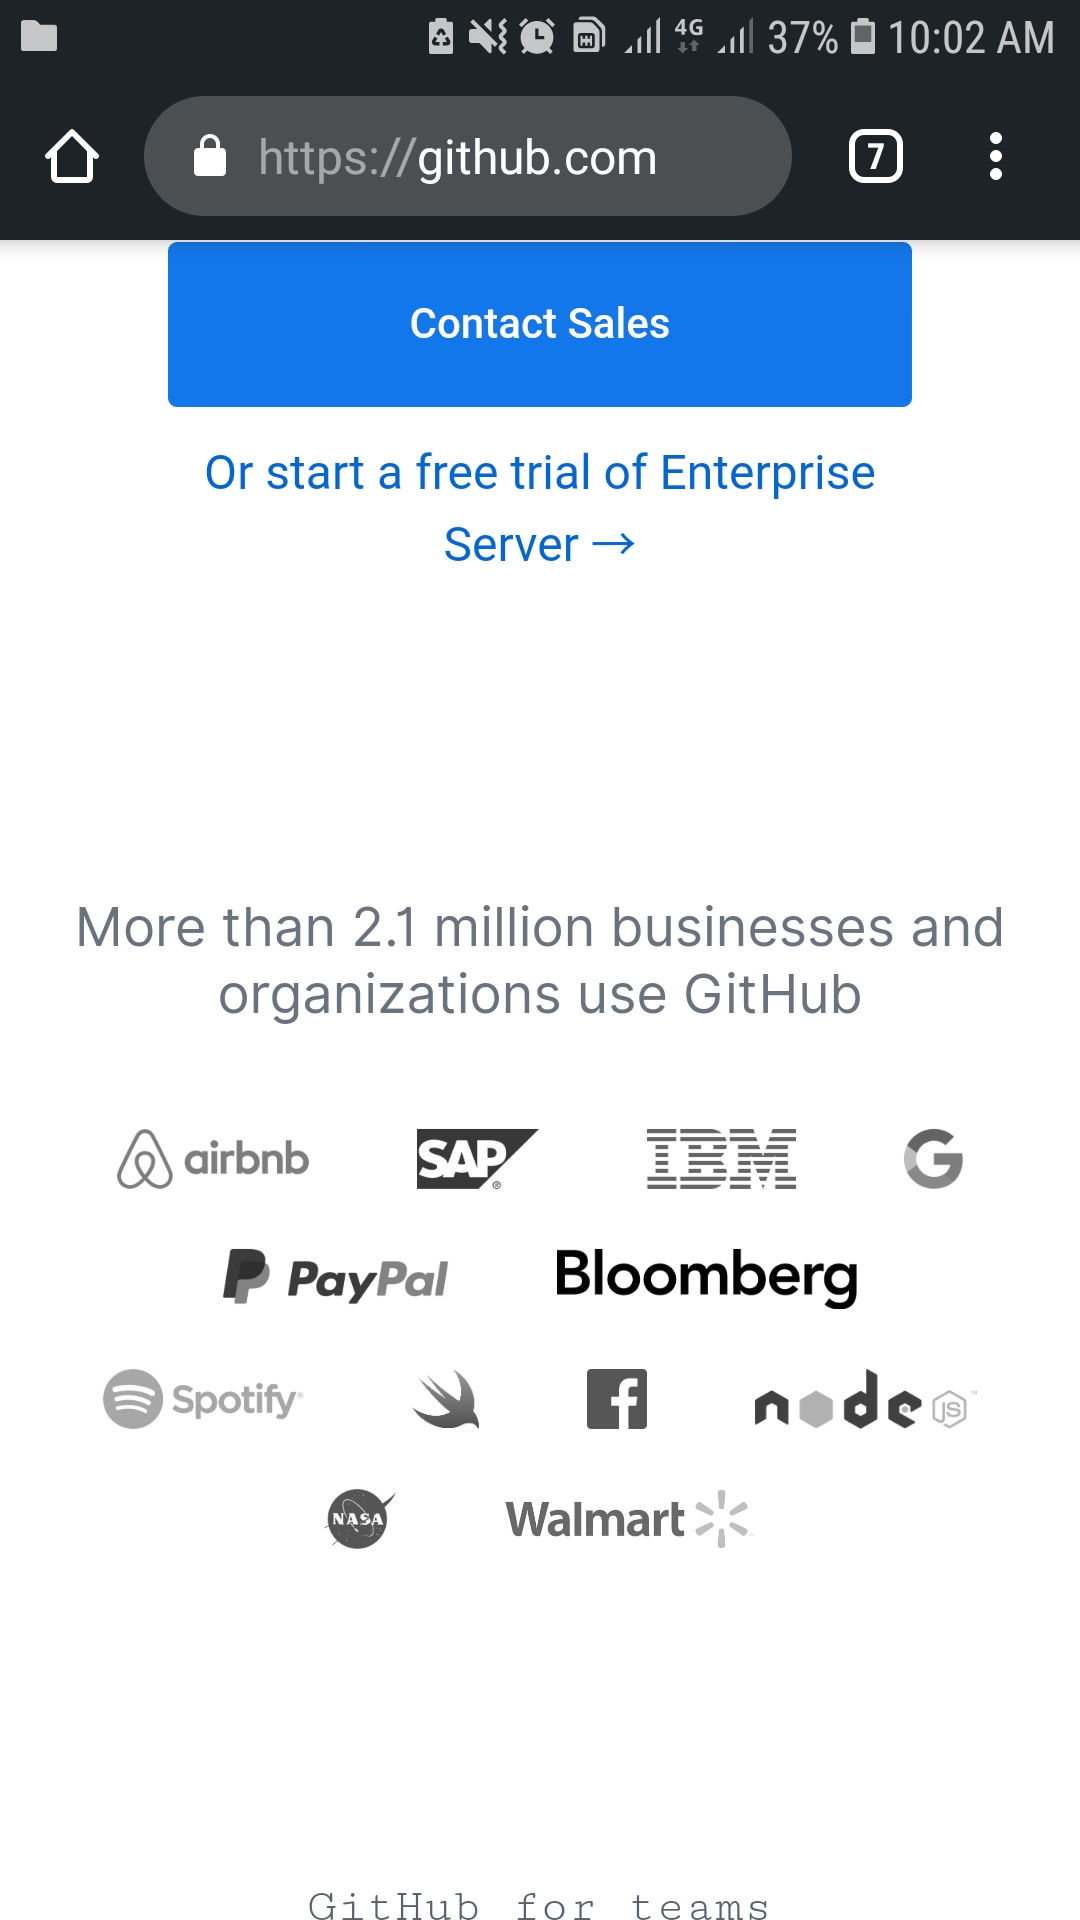 4G 37% 10:02 AM
https://github.com 7
Contact Sales
Or start a free trial of Enterprise
Server →
More than 2.1 million businesses and
organizations use GitHub
airbnb SAP® IBM G
P PayPal Bloomberg
Spotify® f node JS™
NASA Walmart
GitHub for teams